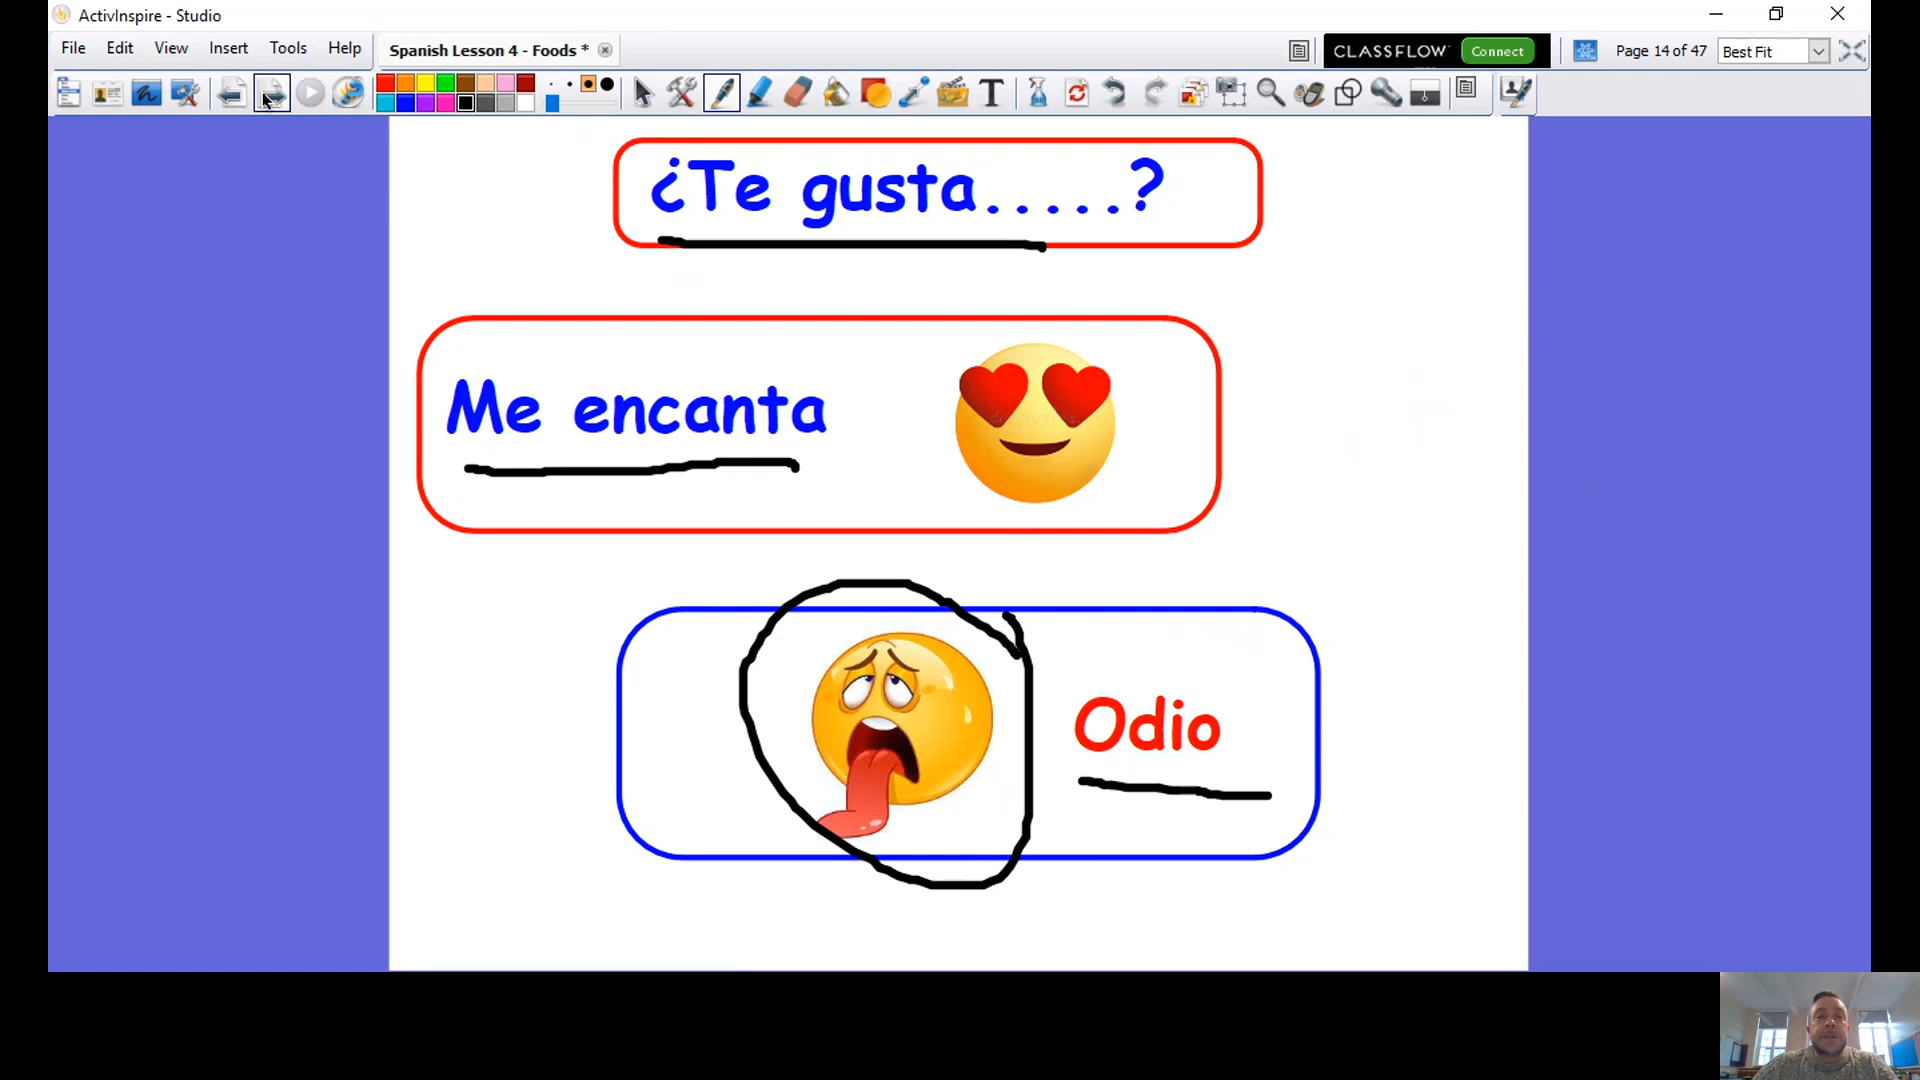 ActivInspire - Studio
File Edit View Insert Tools Help
Spanish Lesson 4 - Foods *
CLASSFLOW Connect
Page 14 of 47
Best Fit
¿Te gusta.....?
Me encanta
Odio